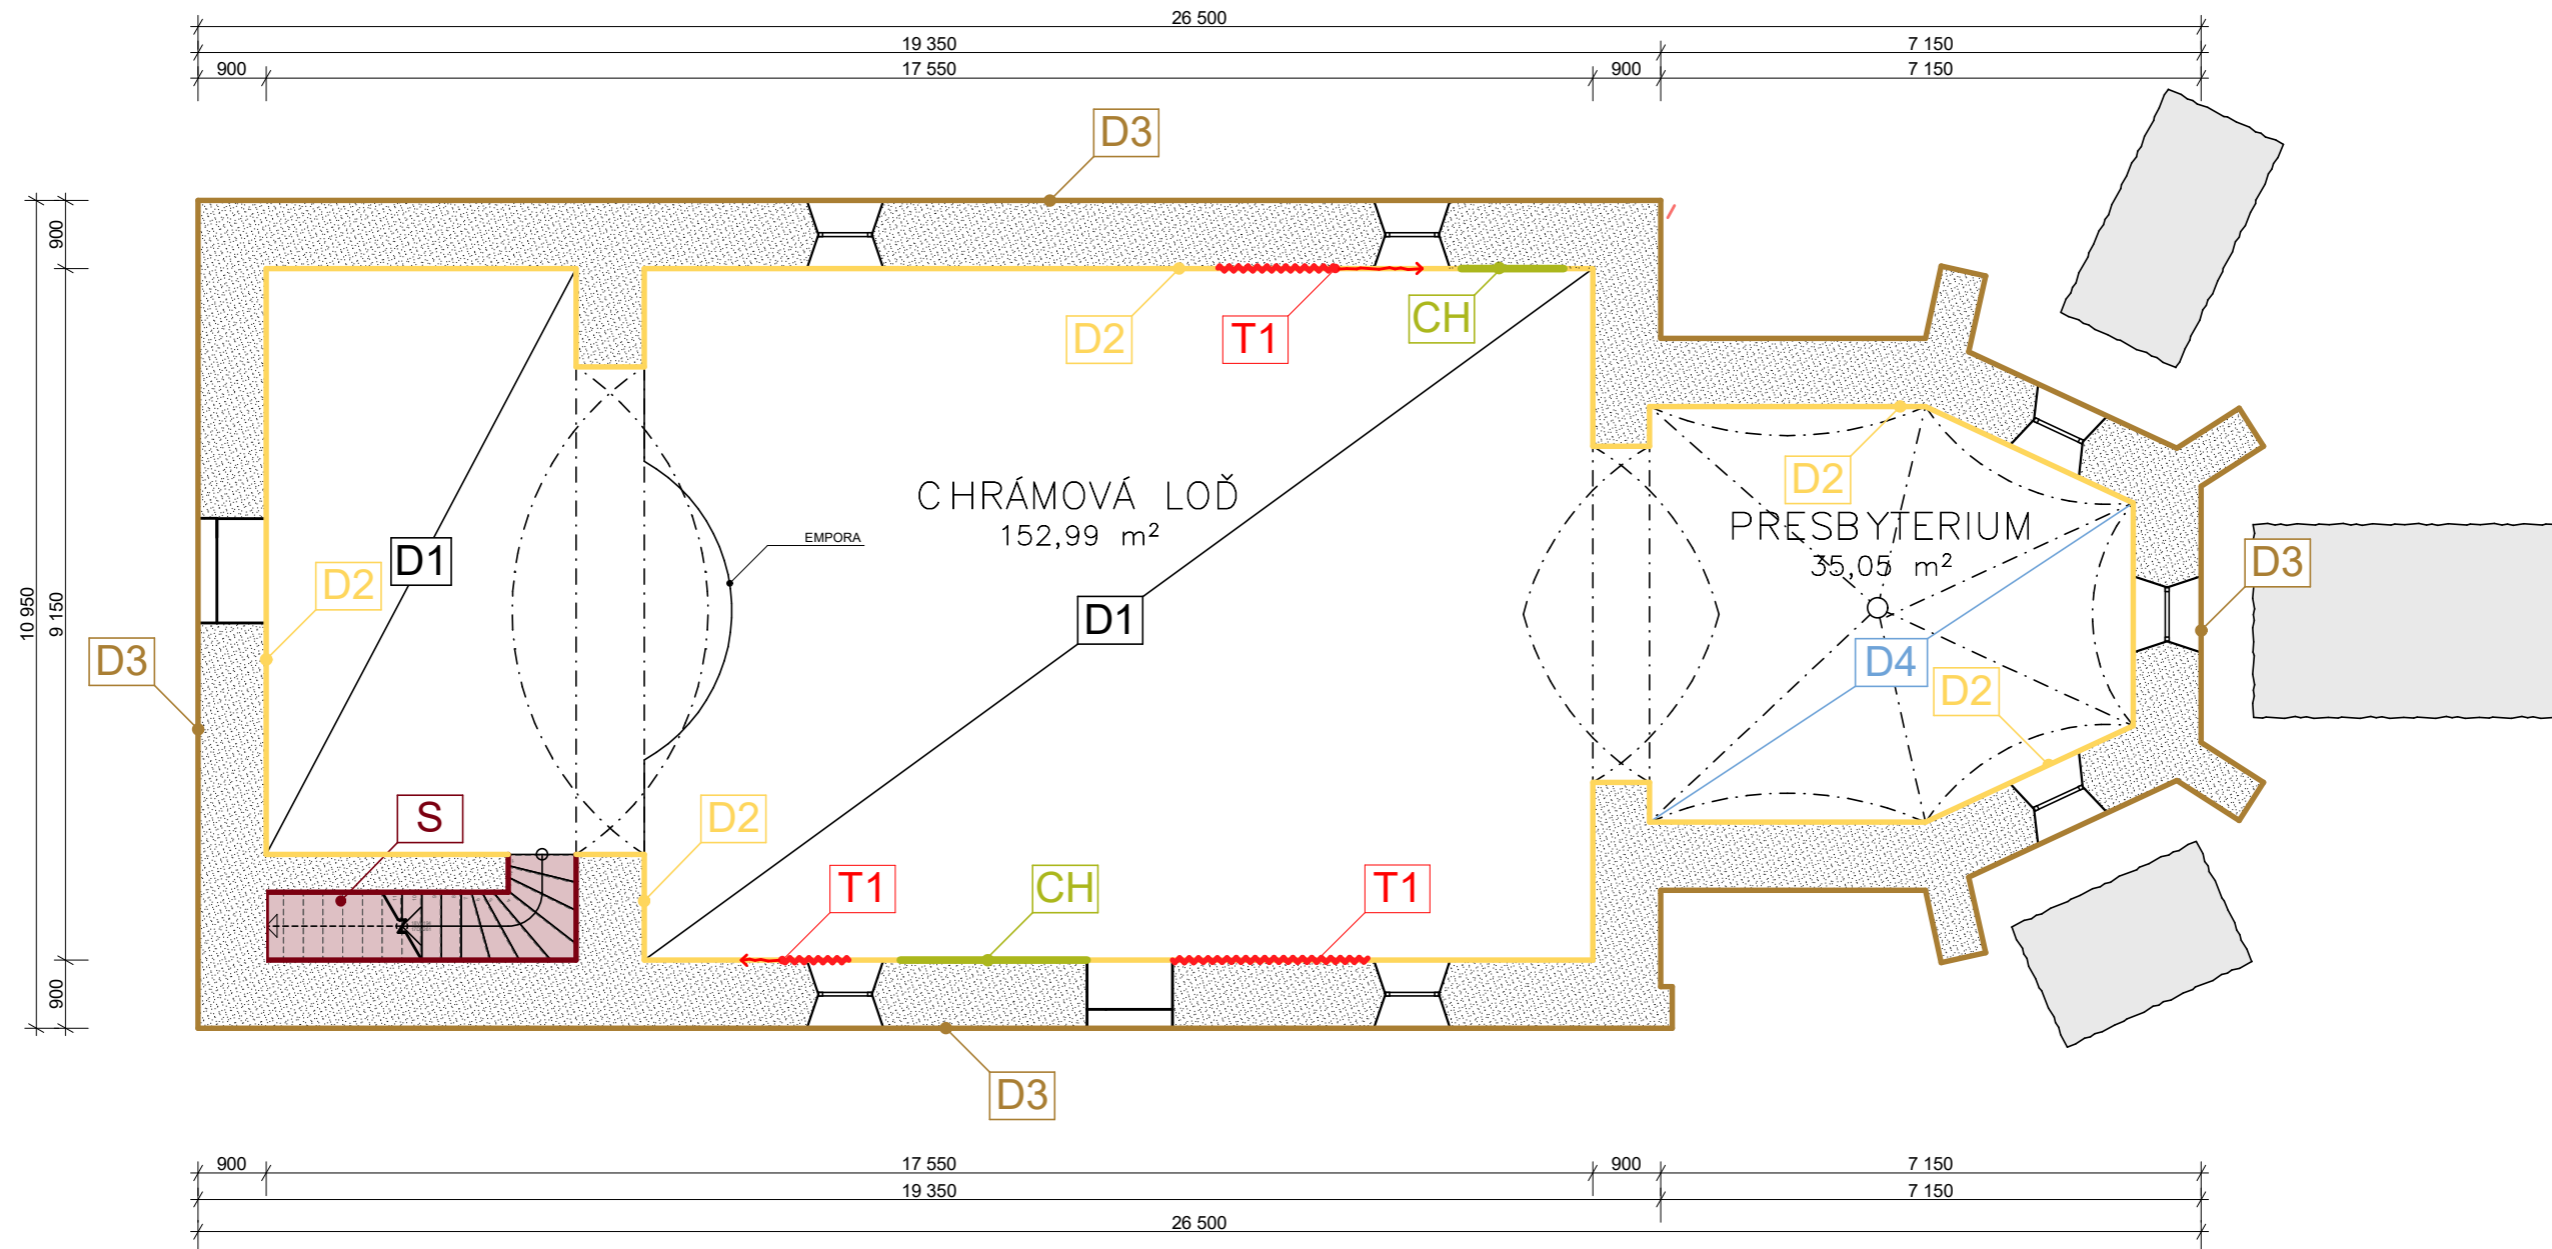 26 500
19 350
7 150
900
17 550
900
7 150
D3
900
D2
T1
CH
CHRÁMOVÁ LOĎ
152,99 m²
D2
PRESBYTERIUM
35,05 m²
EMPORA
D1
D2
D3
10 950
9 150
D1
D3
D4
D2
S
D2
T1
CH
T1
900
D3
900
17 550
900
7 150
19 350
7 150
26 500